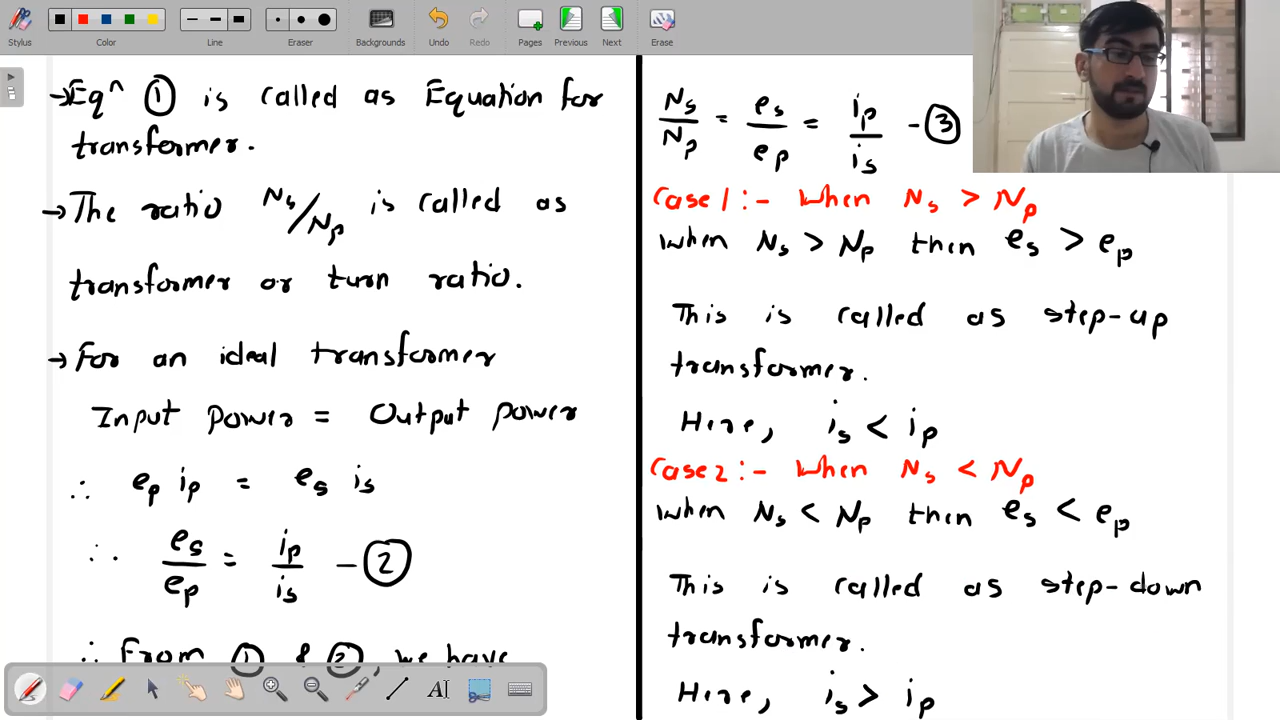 Stylus
Color
Line
Eraser
Backgrounds
Undo
Redo
Pages
Previous
Next
Erase
→ Eqⁿ ① is called as Equation for
transformer.
→ The ratio Ns/Np is called as
transformer or turn ratio.
→ For an ideal transformer
Input power = Output power
∴ ep ip = es is
∴ es/ep = ip/is - ②
∴ From ① & ②, we have
Ns/Np = es/ep = ip/is - ③
Case 1 :- When Ns > Np
When Ns > Np then es > ep
This is called as step-up
transformer.
Here, is < ip
Case 2 :- When Ns < Np
When Ns < Np then es < ep
This is called as step-down
transformer.
Here, is > ip